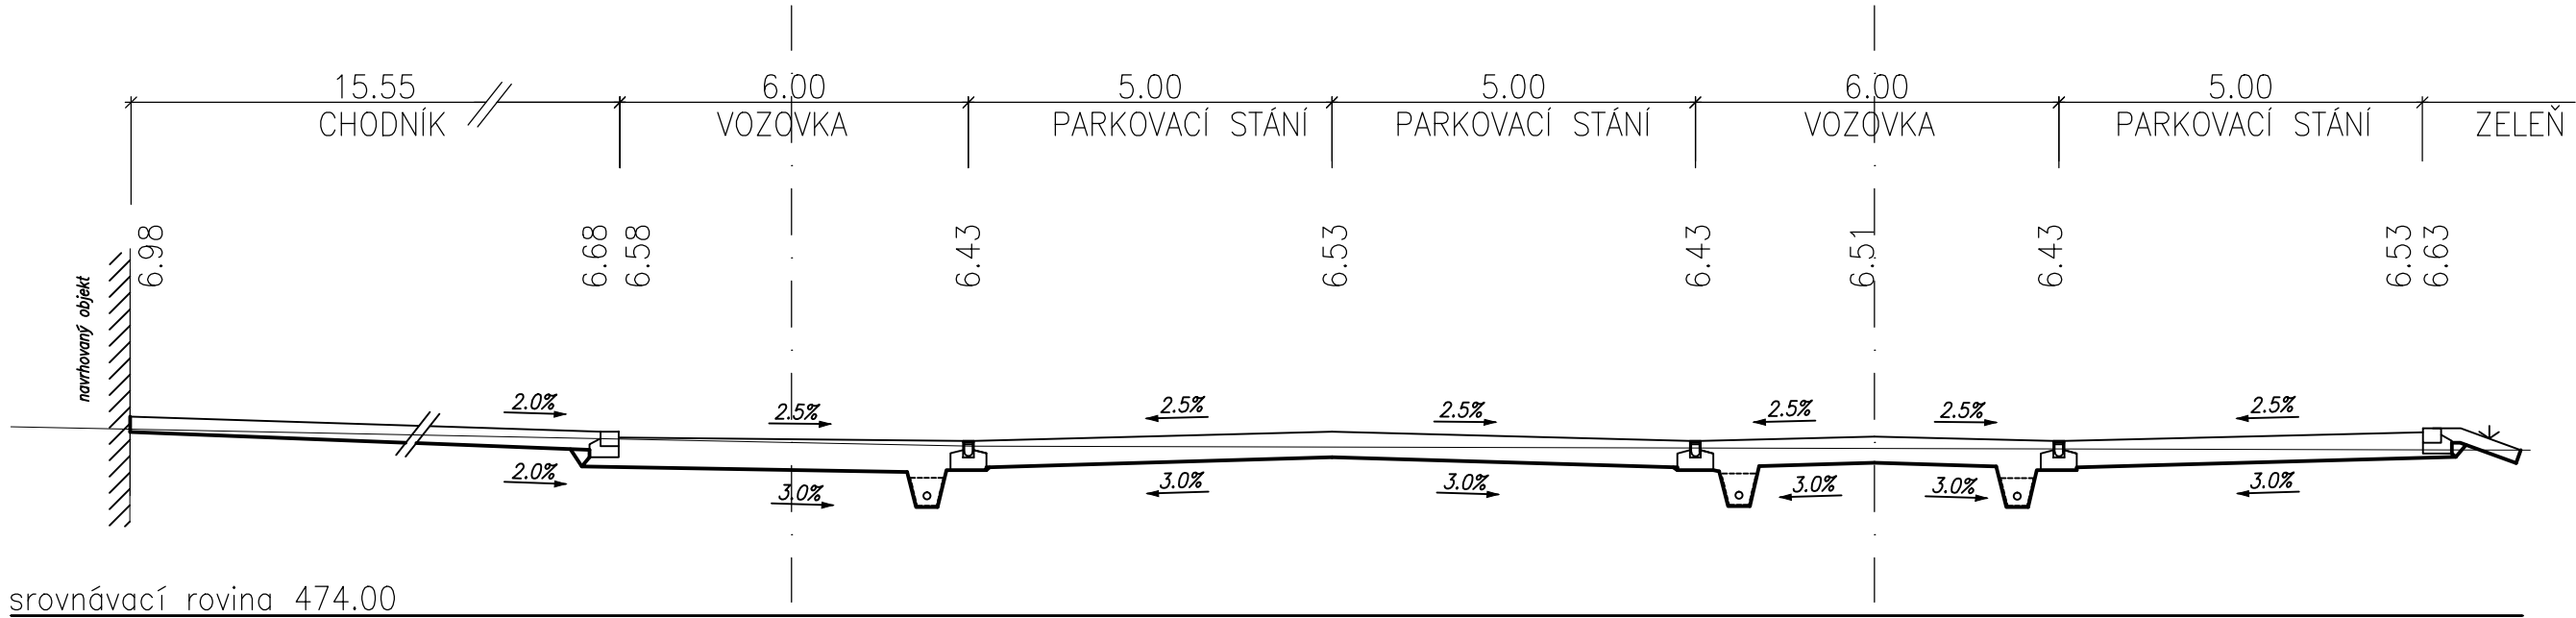 15.55 6.00 5.00 5.00 6.00 5.00
CHODNÍK VOZOVKA PARKOVACÍ STÁNÍ PARKOVACÍ STÁNÍ VOZOVKA PARKOVACÍ STÁNÍ ZELEŇ
6.98 6.68 6.58 6.43 6.53 6.43 6.51 6.43 6.53 6.63
navrhovaný objekt
2.0% 2.5% 2.5% 2.5% 2.5% 2.5% 2.5%
2.0% 3.0% 3.0% 3.0% 3.0% 3.0% 3.0%
srovnávací rovina 474.00